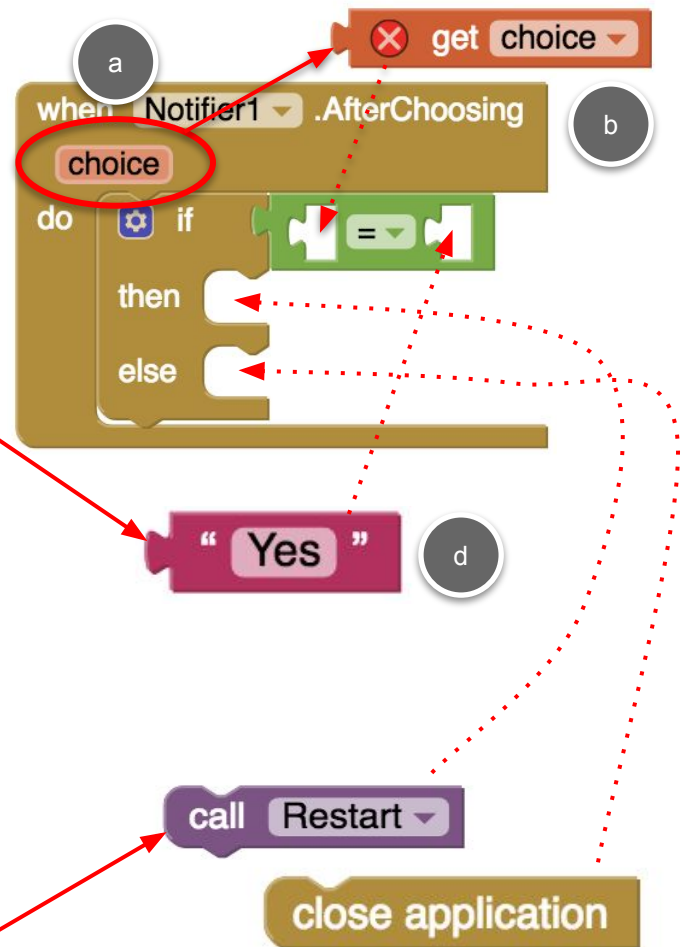 get choice
a
when Notifier1 .AfterChoosing
b
choice
do if =
then
else
“ Yes ”
d
call Restart
close application